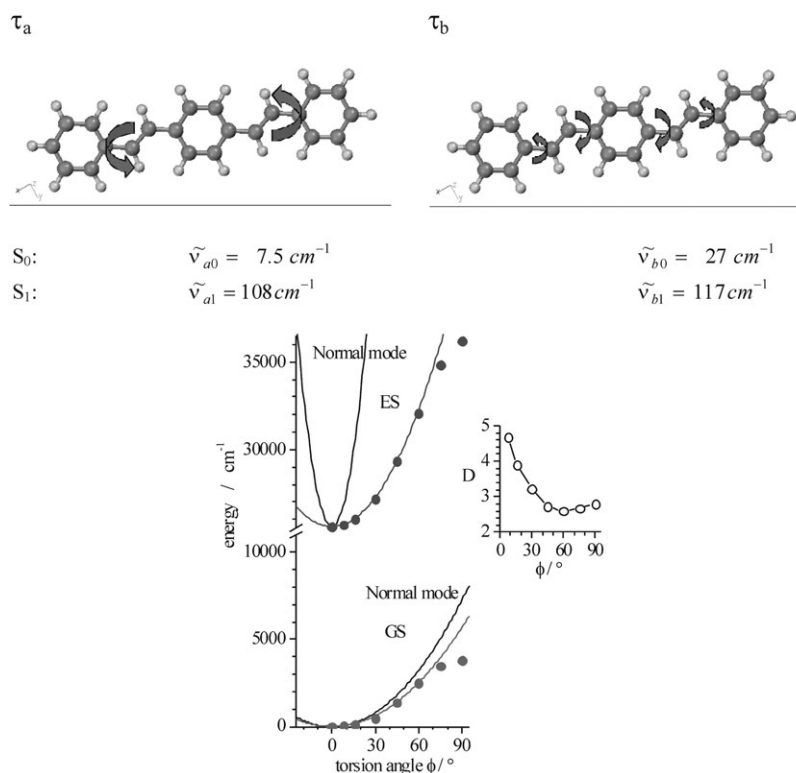 τa
τb
x z y
x z y
S0: ν̃a0 = 7.5 cm−1 ν̃b0 = 27 cm−1
S1: ν̃a1 = 108 cm−1 ν̃b1 = 117 cm−1
energy / cm-1
35000
30000
10000
5000
0
Normal mode
ES
Normal mode
GS
0 30 60 90
torsion angle ϕ/ °
D
5
4
3
2
0 30 60 90
ϕ/ °